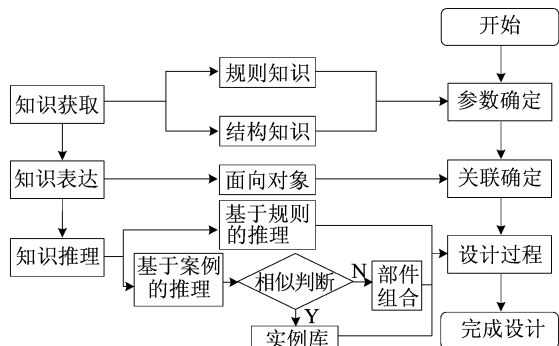 开始
规则知识
知识获取
参数确定
结构知识
知识表达
面向对象
关联确定
基于规则
的推理
知识推理
设计过程
基于案例
的推理
相似判断
N
部件
组合
Y
实例库
完成设计